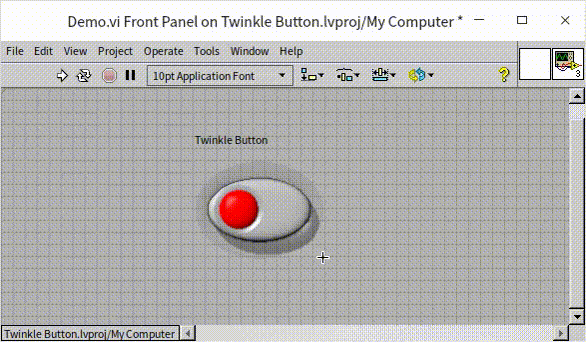 Demo.vi Front Panel on Twinkle Button.lvproj/My Computer *
File Edit View Project Operate Tools Window Help
10pt Application Font
?
3
Twinkle Button
Twinkle Button.lvproj/My Computer